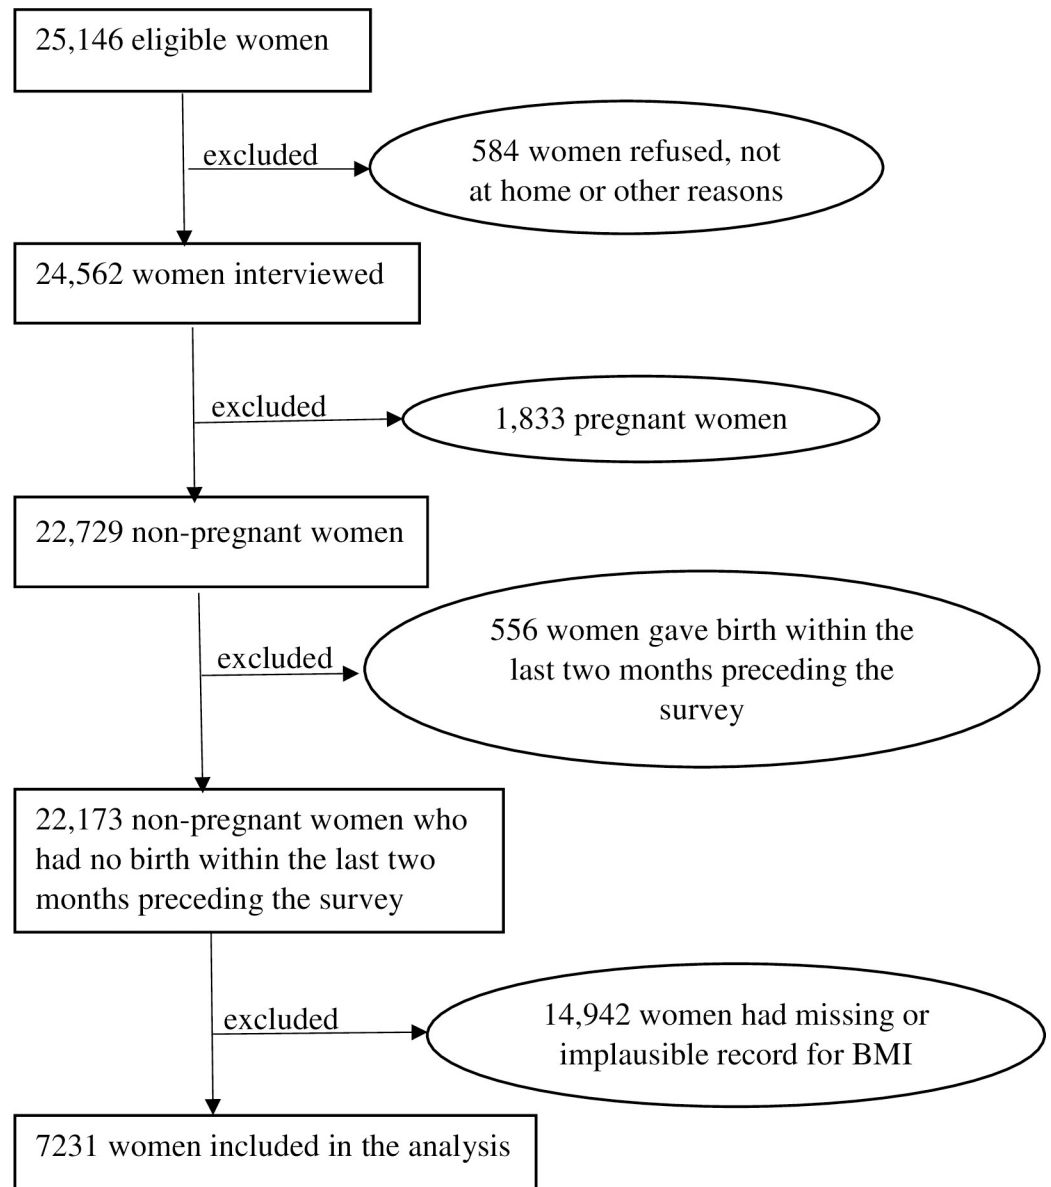 25,146 eligible women
excluded
584 women refused, not
at home or other reasons
24,562 women interviewed
excluded
1,833 pregnant women
22,729 non-pregnant women
excluded
556 women gave birth within the
last two months preceding the
survey
22,173 non-pregnant women who
had no birth within the last two
months preceding the survey
excluded
14,942 women had missing or
implausible record for BMI
7231 women included in the analysis